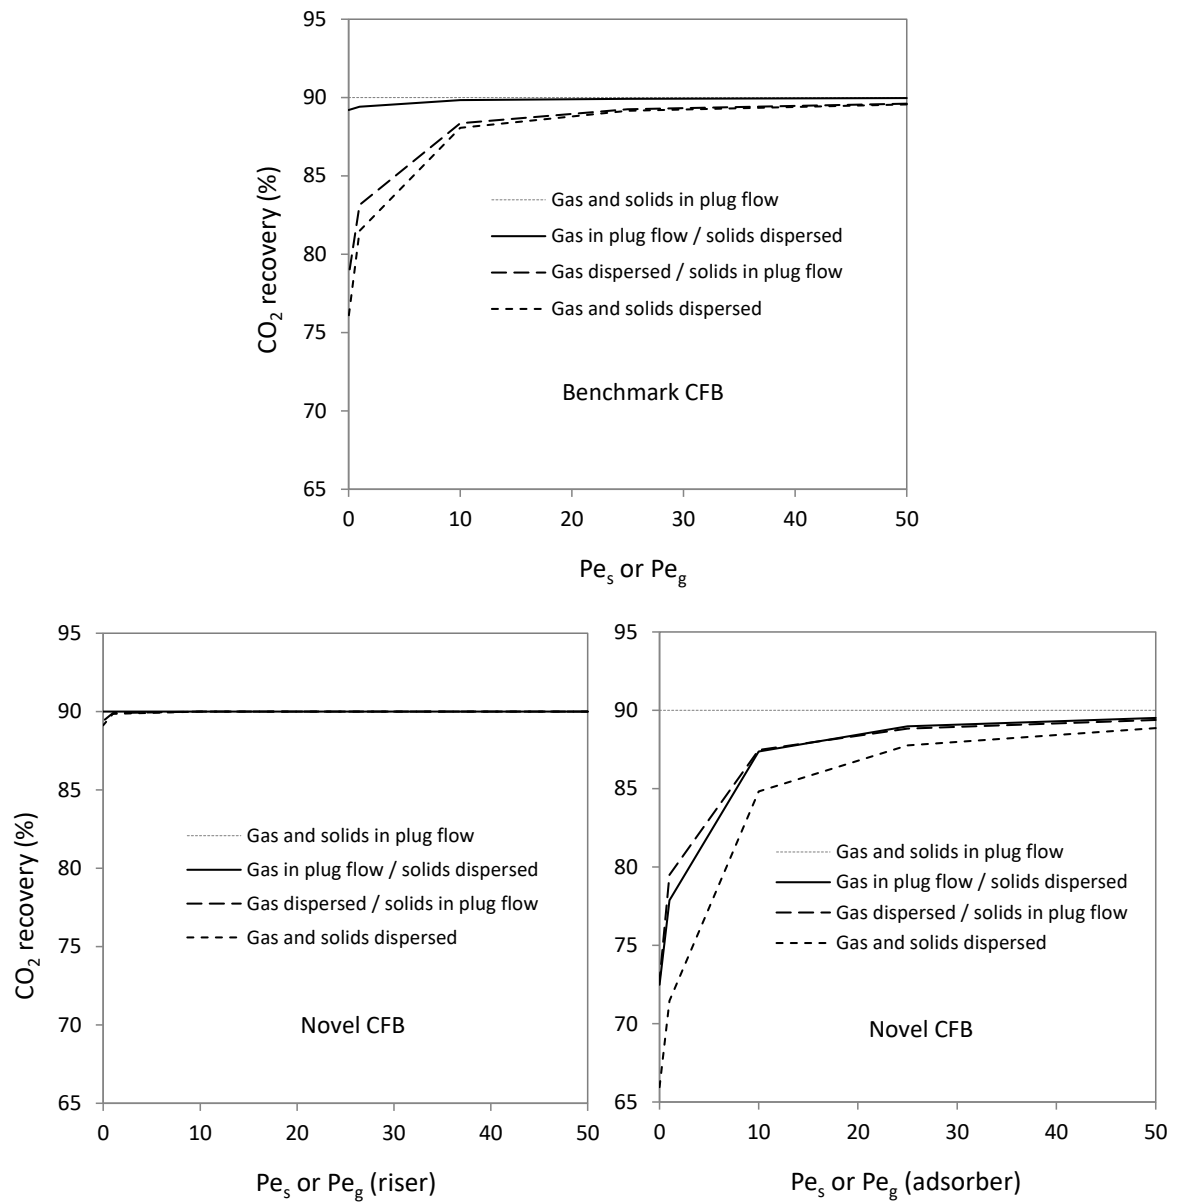 95
90
85
80
75
70
65
CO2 recovery (%)
Gas and solids in plug flow
Gas in plug flow / solids dispersed
Gas dispersed / solids in plug flow
Gas and solids dispersed
Benchmark CFB
0 10 20 30 40 50
Pes or Peg
95
90
85
80
75
70
65
CO2 recovery (%)
Gas and solids in plug flow
Gas in plug flow / solids dispersed
Gas dispersed / solids in plug flow
Gas and solids dispersed
Novel CFB
0 10 20 30 40 50
Pes or Peg (riser)
95
90
85
80
75
70
65
Gas and solids in plug flow
Gas in plug flow / solids dispersed
Gas dispersed / solids in plug flow
Gas and solids dispersed
Novel CFB
0 10 20 30 40 50
Pes or Peg (adsorber)